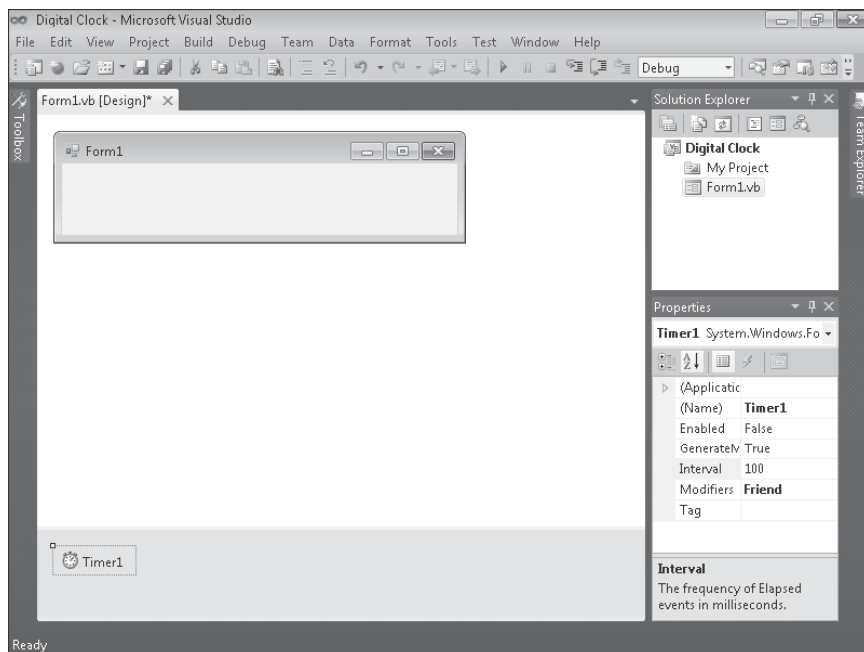 Digital Clock - Microsoft Visual Studio
File Edit View Project Build Debug Team Data Format Tools Test Window Help
Debug
Toolbox
Form1.vb [Design]*
Form1
Timer1
Solution Explorer
Digital Clock
My Project
Form1.vb
Team Explorer
Properties
Timer1 System.Windows.Fo
(Applicatic
(Name) Timer1
Enabled False
GenerateN True
Interval 100
Modifiers Friend
Tag
Interval
The frequency of Elapsed
events in milliseconds.
Ready